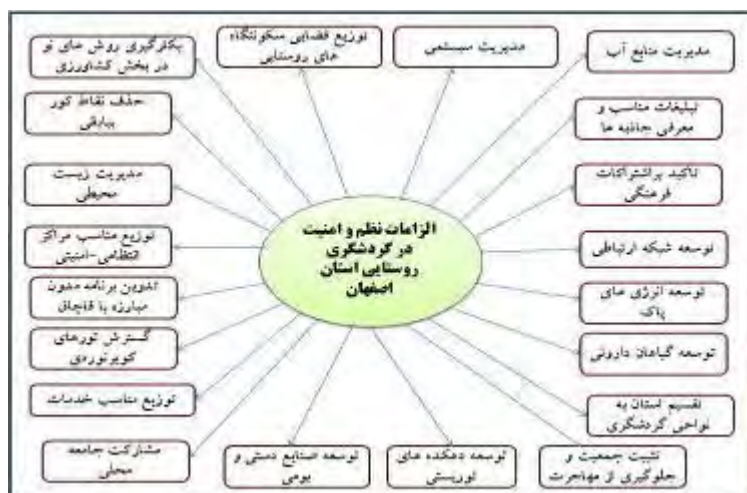 بکارگیری روش های نو
در بخش کشاورزی
توزیع فضایی سکونتگاه
های روستایی
مدیریت سیستمی
مدیریت منابع آب
تبلیغات مناسب و
معرفی جاذبه ها
تاکید براشتراکات
فرهنگی
توسعه شبکه ارتباطی
توسعه انرژی های
پاک
توسعه گیاهان داروئی
تقسیم استان به
نواحی گردشگری
تثبیت جمعیت و
جلوگیری از مهاجرت
توسعه دهکده های
توریستی
توسعه صنایع دستی و
بومی
مشارکت جامعه
محلی
توزیع مناسب خدمات
گسترش تورهای
کویرنوردی
تدوین برنامه مدون
مبارزه با قاچاق
توزیع مناسب مراکز
انتظامی-امنیتی
مدیریت زیست
محیطی
حذف نقاط کور
بیابانی
الزامات نظم و امنیت
در گردشگری
روستایی استان
اصفهان